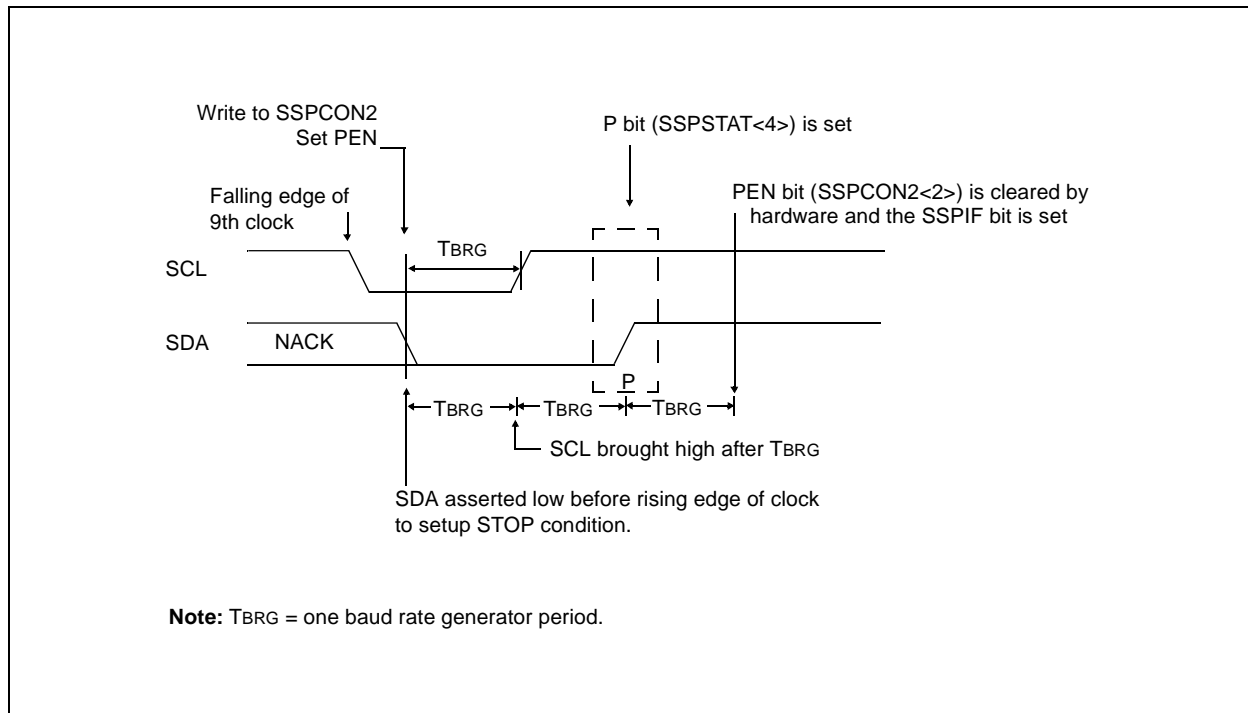 Write to SSPCON2
Set PEN
P bit (SSPSTAT<4>) is set
Falling edge of
9th clock
PEN bit (SSPCON2<2>) is cleared by
hardware and the SSPIF bit is set
TBRG
SCL
SDA
NACK
P
TBRG
TBRG
TBRG
SCL brought high after TBRG
SDA asserted low before rising edge of clock
to setup STOP condition.
Note: TBRG = one baud rate generator period.